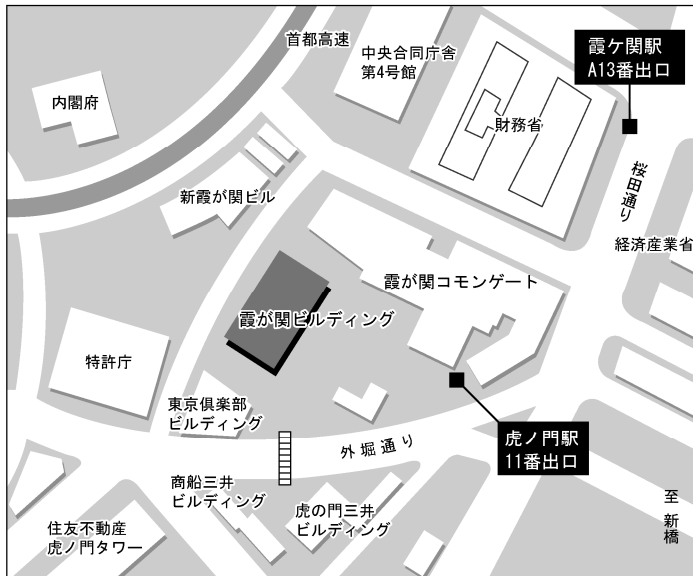 首都高速
中央合同庁舎
第4号館
霞ケ関駅
A13番出口
内閣府
財務省
桜田通り
新霞が関ビル
経済産業省
霞が関コモンゲート
霞が関ビルディング
特許庁
東京倶楽部
ビルディング
外堀通り
虎ノ門駅
11番出口
商船三井
ビルディング
虎の門三井
ビルディング
至 新橋
住友不動産
虎ノ門タワー